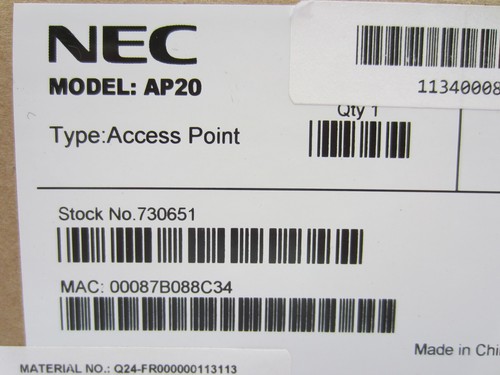 NEC
MODEL: AP20
11340008
Qty 1
Type:Access Point
Stock No.730651
MAC: 00087B088C34
Made in
MATERIAL NO.: Q24-FR000000113113